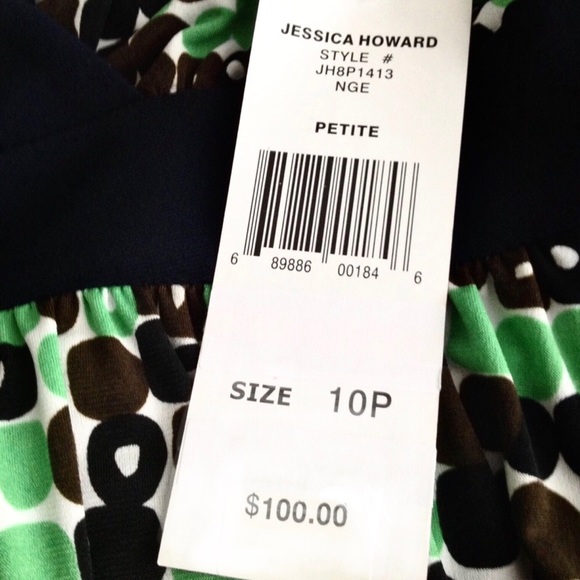 JESSICA HOWARD
STYLE #
JH8P1413
NGE
PETITE
6 89886 00184 6
SIZE 10P
$100.00